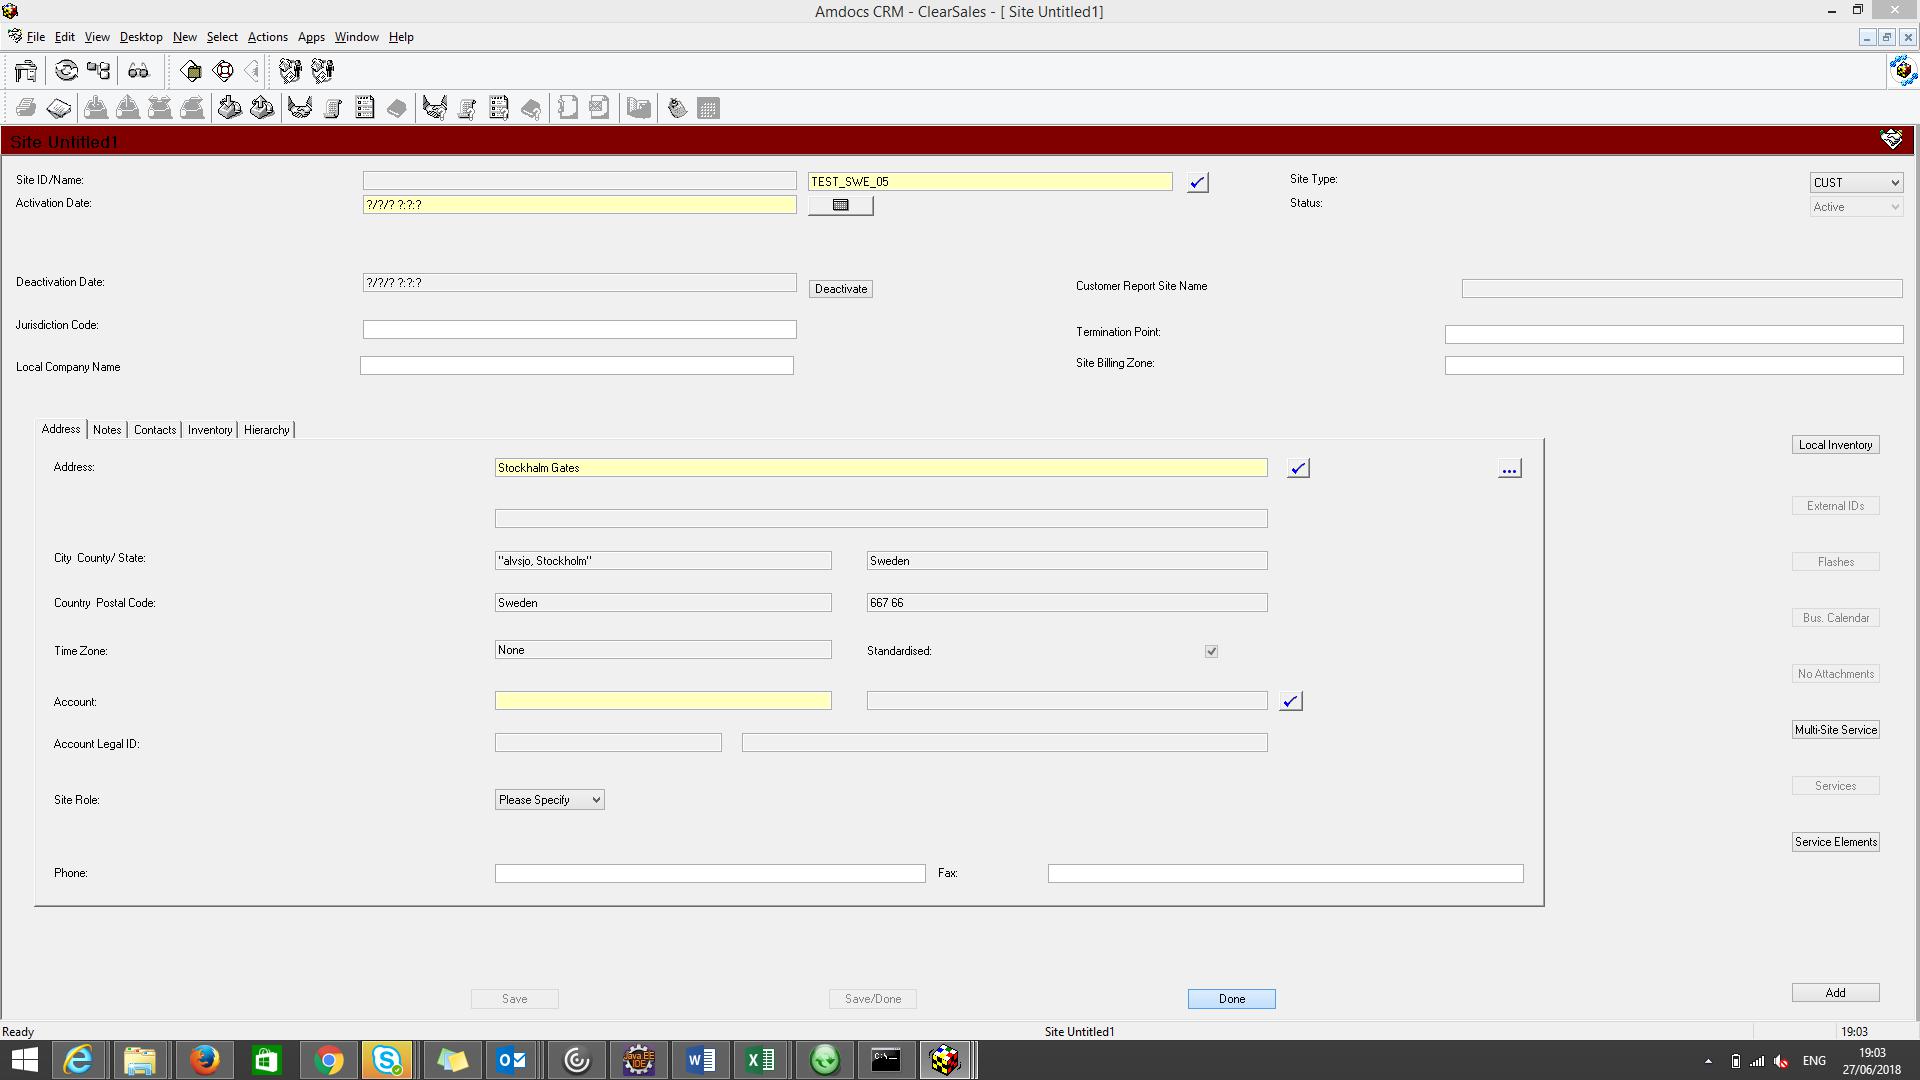 Amdocs CRM - ClearSales - [ Site Untitled1]
File Edit View Desktop New Select Actions Apps Window Help
Site Untitled1
Site ID/Name: TEST_SWE_05 Site Type: CUST
Activation Date: ?/?/? ?:?:? Status: Active
Deactivation Date: ?/?/? ?:?:? Deactivate Customer Report Site Name
Jurisdiction Code: Termination Point:
Local Company Name Site Billing Zone:
Address Notes Contacts Inventory Hierarchy
Local Inventory
Address: Stockhalm Gates ...
External IDs
City County/ State: "alvsjo, Stockholm" Sweden
Flashes
Country Postal Code: Sweden 667 66
Bus. Calendar
Time Zone: None Standardised:
No Attachments
Account:
Multi-Site Service
Account Legal ID:
Services
Site Role: Please Specify
Service Elements
Phone: Fax:
Save Save/Done Done Add
Ready Site Untitled1 19:03
Java EE
IDE
C:\_
ENG
19:03
27/06/2018